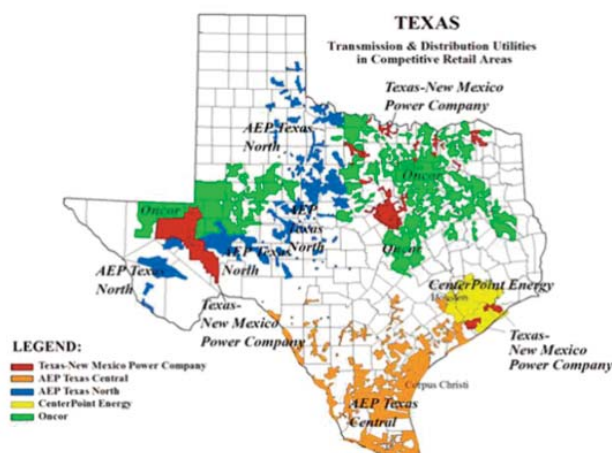 TEXAS
Transmission & Distribution Utilities
in Competitive Retail Areas
Texas-New Mexico
Power Company
AEP Texas
North
Oncor
AEP
Texas
North
Oncor
AEP Texas
North
AEP Texas
North
CenterPoint Energy
Houston
Texas-
New Mexico
Power Company
Texas-
New Mexico
Power Company
Corpus Christi
AEP Texas
Central
LEGEND:
Texas-New Mexico Power Company
AEP Texas Central
AEP Texas North
CenterPoint Energy
Oncor